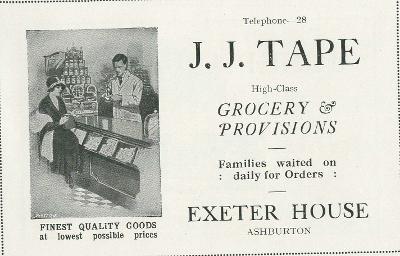 Telephone- 28
J. J. TAPE
High-Class
GROCERY &
PROVISIONS
Families waited on
: daily for Orders :
EXETER HOUSE
ASHBURTON
FINEST QUALITY GOODS
at lowest possible prices